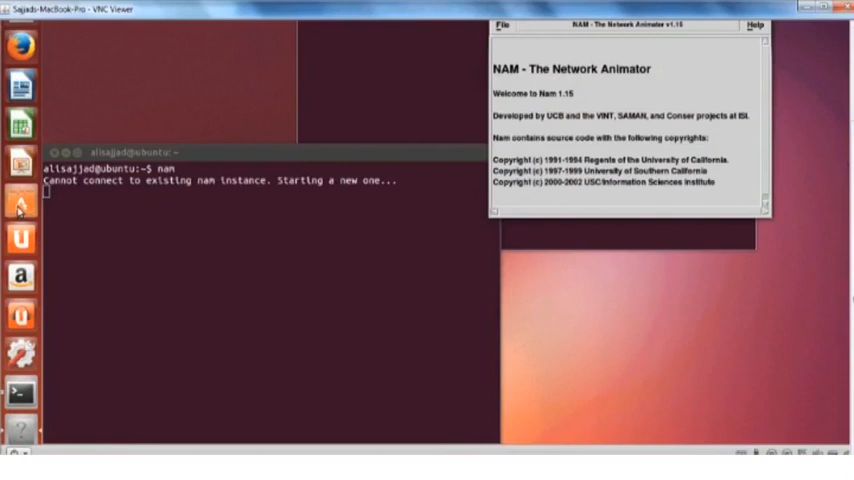 Sajjads-MacBook-Pro - VNC Viewer
File
NAM - The Network Animator v1.15
Help
NAM - The Network Animator
Welcome to Nam 1.15
Developed by UCB and the VINT, SAMAN, and Conser projects at ISI.
Nam contains source code with the following copyrights:
Copyright (c) 1991-1994 Regents of the University of California.
Copyright (c) 1997-1999 University of Southern California
Copyright (c) 2000-2002 USC/Information Sciences Institute
alisajjad@ubuntu: ~
alisajjad@ubuntu:~$ nam
Cannot connect to existing nam instance. Starting a new one...